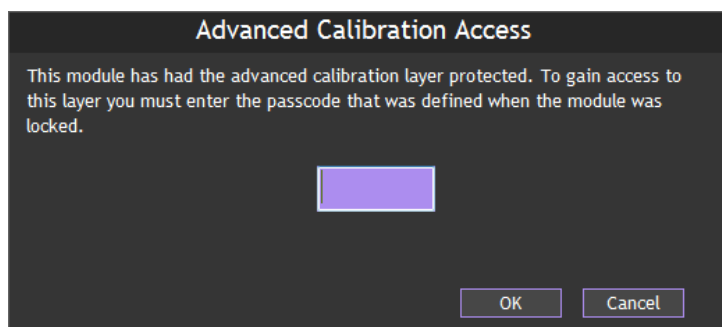 Advanced Calibration Access
This module has had the advanced calibration layer protected. To gain access to
this layer you must enter the passcode that was defined when the module was
locked.
OK Cancel